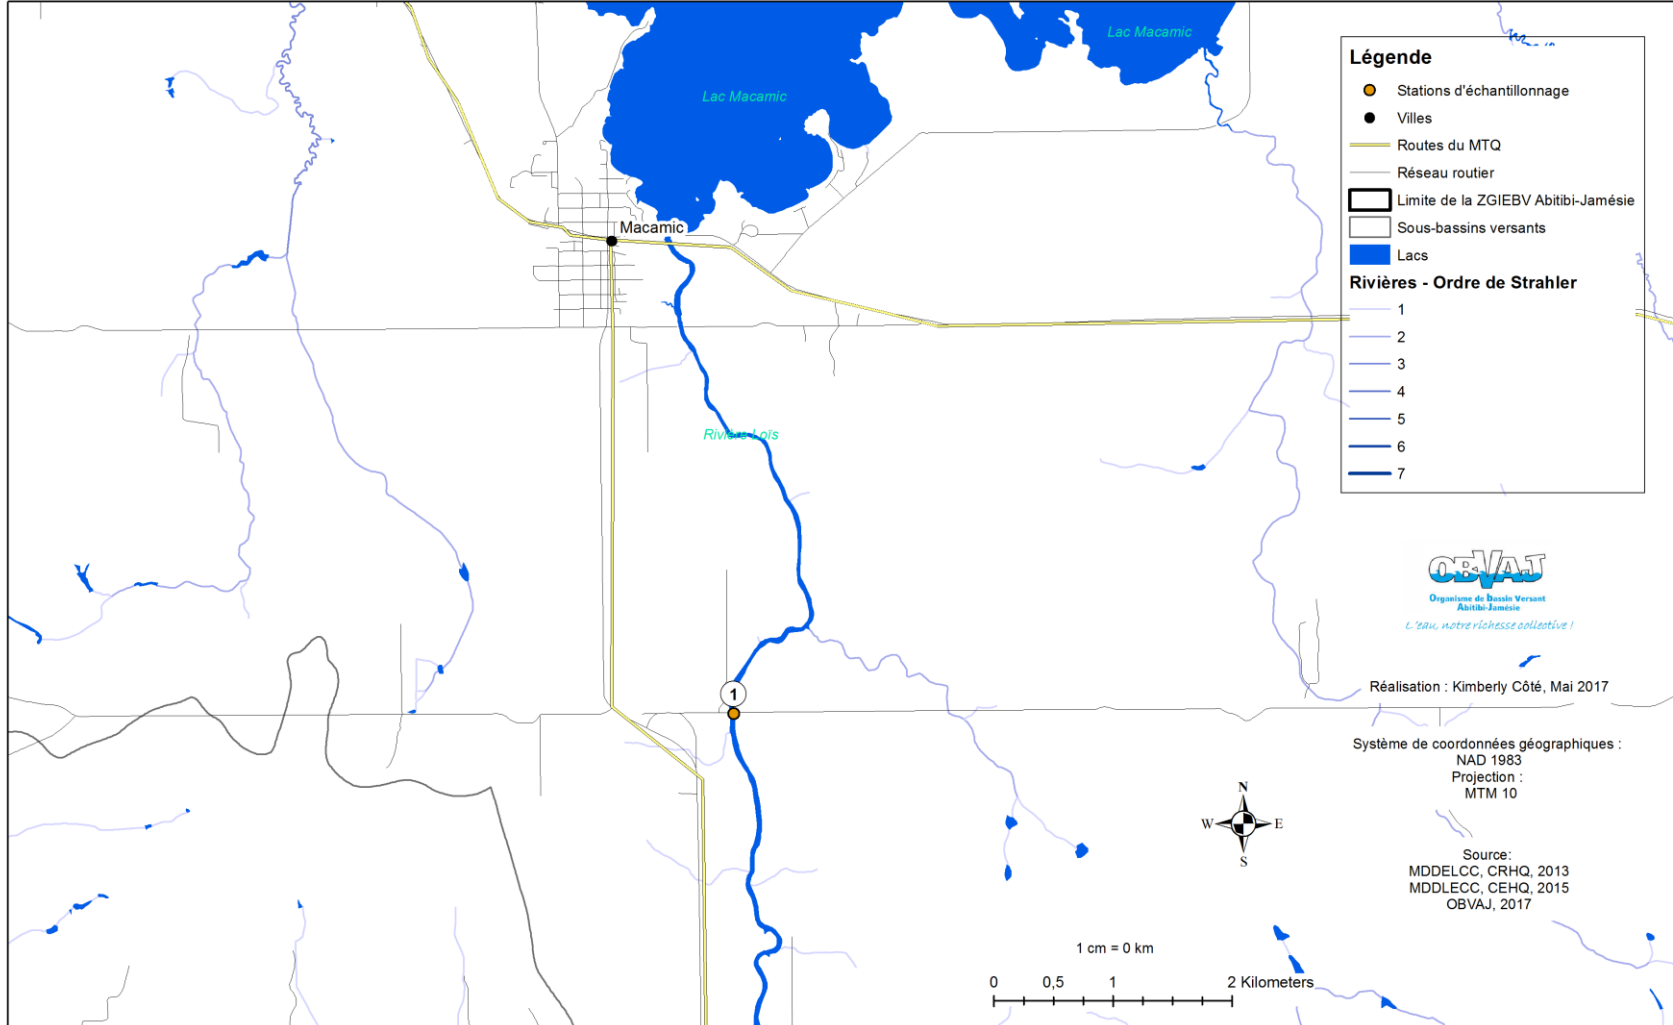 Lac Macamic
Lac Macamic
Macamic
Rivière Loïs
1
Légende
Stations d'échantillonnage
Villes
Routes du MTQ
Réseau routier
Limite de la ZGIEBV Abitibi-Jamésie
Sous-bassins versants
Lacs
Rivières - Ordre de Strahler
1
2
3
4
5
6
7
OBVAJ
Organisme de Bassin Versant
Abitibi-Jamésie
L'eau, notre richesse collective !
Réalisation : Kimberly Côté, Mai 2017
Système de coordonnées géographiques :
NAD 1983
Projection :
MTM 10
N
W E
S
Source:
MDDELCC, CRHQ, 2013
MDDLECC, CEHQ, 2015
OBVAJ, 2017
1 cm = 0 km
0 0,5 1 2 Kilometers